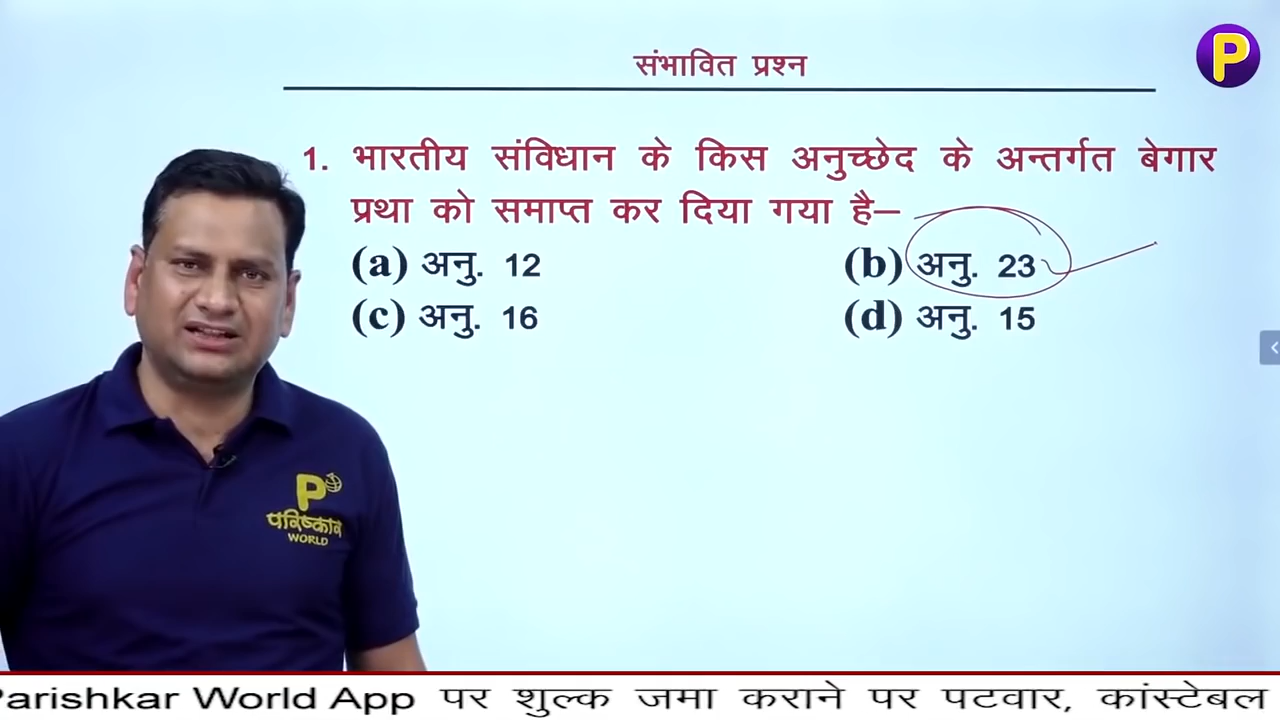 संभावित प्रश्न
P
1. भारतीय संविधान के किस अनुच्छेद के अन्तर्गत बेगार
प्रथा को समाप्त कर दिया गया है–
(a) अनु. 12
(b) अनु. 23
(c) अनु. 16
(d) अनु. 15
P
परिष्कार
WORLD
Parishkar World App पर शुल्क जमा कराने पर पटवार, कांस्टेबल